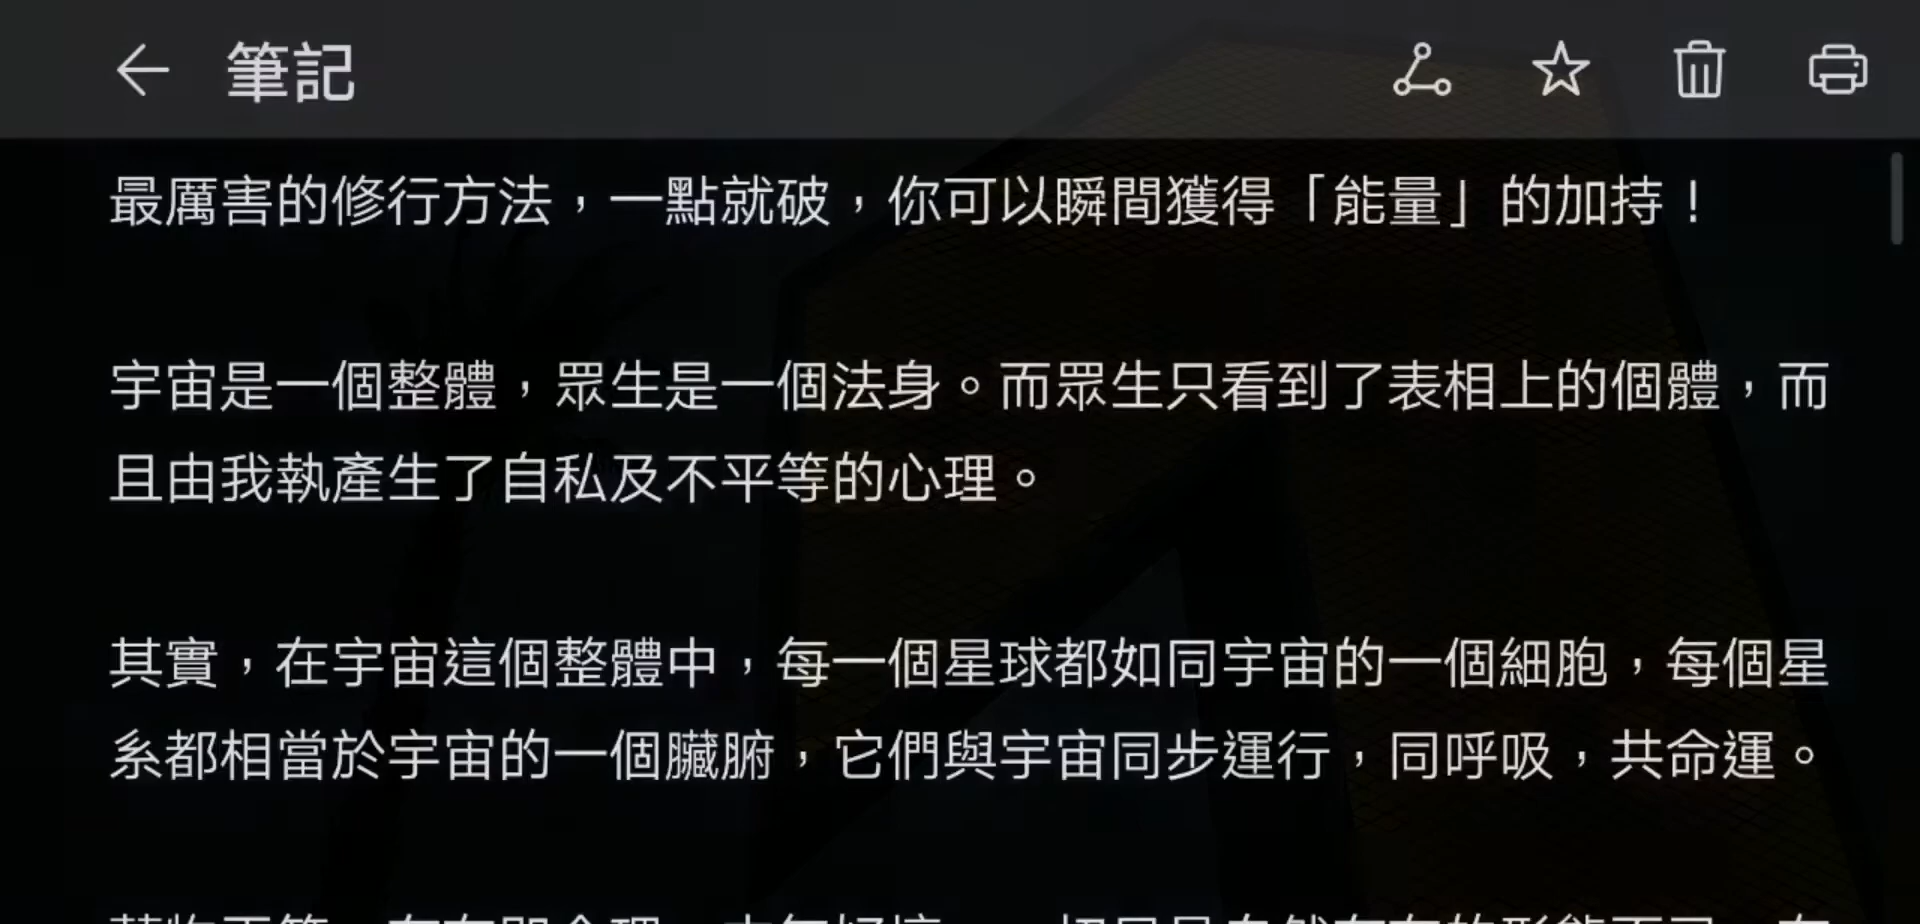 筆記
最厲害的修行方法，一點就破，你可以瞬間獲得「能量」的加持！
宇宙是一個整體，眾生是一個法身。而眾生只看到了表相上的個體，而
且由我執產生了自私及不平等的心理。
其實，在宇宙這個整體中，每一個星球都如同宇宙的一個細胞，每個星
系都相當於宇宙的一個臟腑，它們與宇宙同步運行，同呼吸，共命運。